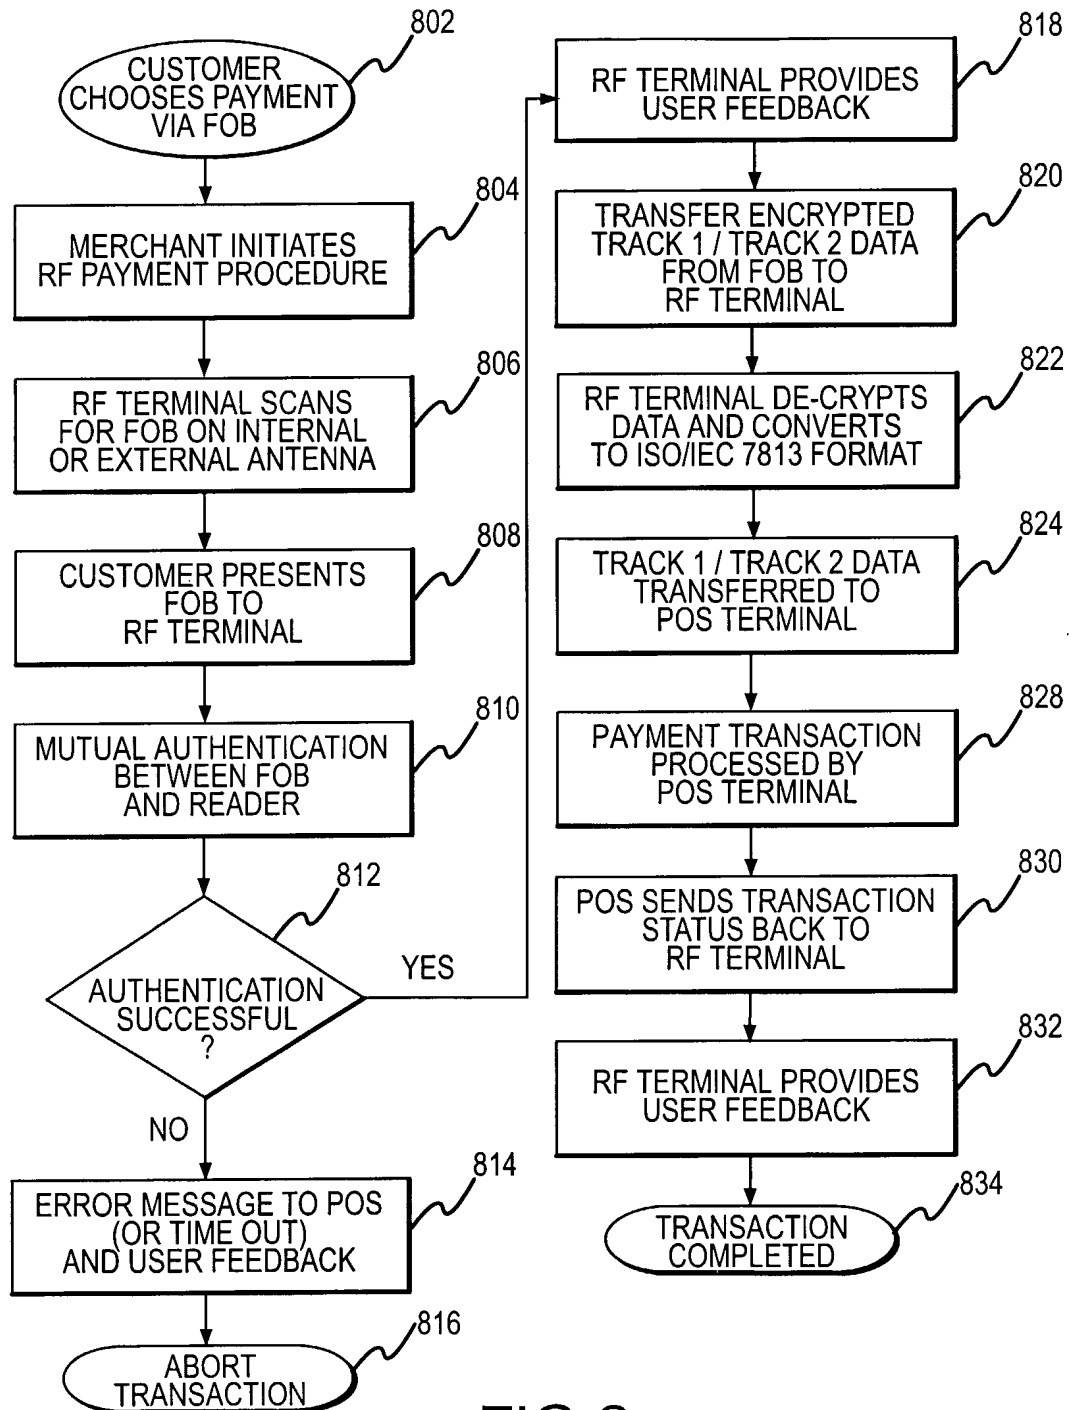 802
CUSTOMER
CHOOSES PAYMENT
VIA FOB
804
MERCHANT INITIATES
RF PAYMENT PROCEDURE
806
RF TERMINAL SCANS
FOR FOB ON INTERNAL
OR EXTERNAL ANTENNA
808
CUSTOMER PRESENTS
FOB TO
RF TERMINAL
810
MUTUAL AUTHENTICATION
BETWEEN FOB
AND READER
812
AUTHENTICATION
SUCCESSFUL
?
YES
NO
814
ERROR MESSAGE TO POS
(OR TIME OUT)
AND USER FEEDBACK
816
ABORT
TRANSACTION
818
RF TERMINAL PROVIDES
USER FEEDBACK
820
TRANSFER ENCRYPTED
TRACK 1 / TRACK 2 DATA
FROM FOB TO
RF TERMINAL
822
RF TERMINAL DE-CRYPTS
DATA AND CONVERTS
TO ISO/IEC 7813 FORMAT
824
TRACK 1 / TRACK 2 DATA
TRANSFERRED TO
POS TERMINAL
828
PAYMENT TRANSACTION
PROCESSED BY
POS TERMINAL
830
POS SENDS TRANSACTION
STATUS BACK TO
RF TERMINAL
832
RF TERMINAL PROVIDES
USER FEEDBACK
834
TRANSACTION
COMPLETED